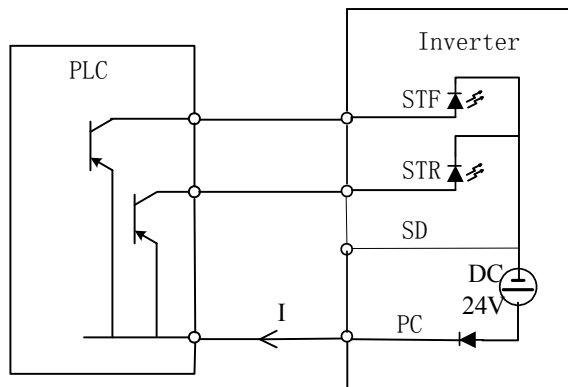 Inverter
PLC
STF
STR
SD
DC
24V
I
PC